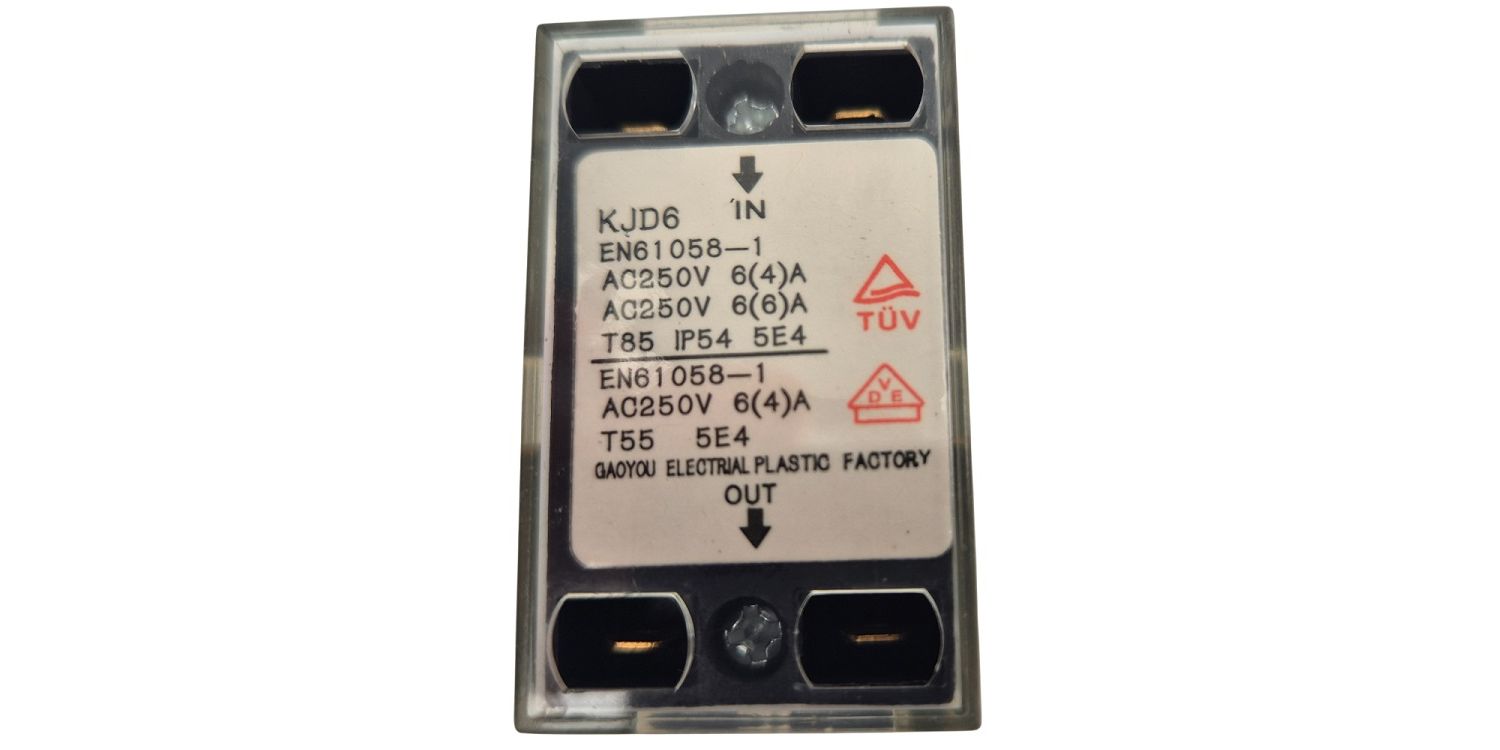 IN
KJD6
EN61058-1
AC250V 6(4)A
AC250V 6(6)A
T85 IP54 5E4
TÜV
EN61058-1
AC250V 6(4)A
T55 5E4
VDE
GAOYOU ELECTRIAL PLASTIC FACTORY
OUT